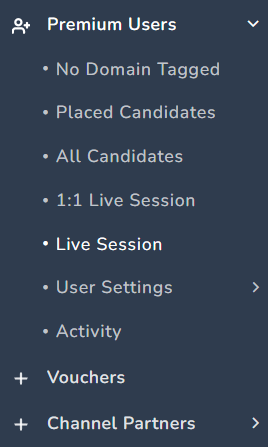 Premium Users
• No Domain Tagged
• Placed Candidates
• All Candidates
• 1:1 Live Session
• Live Session
• User Settings
• Activity
Vouchers
Channel Partners